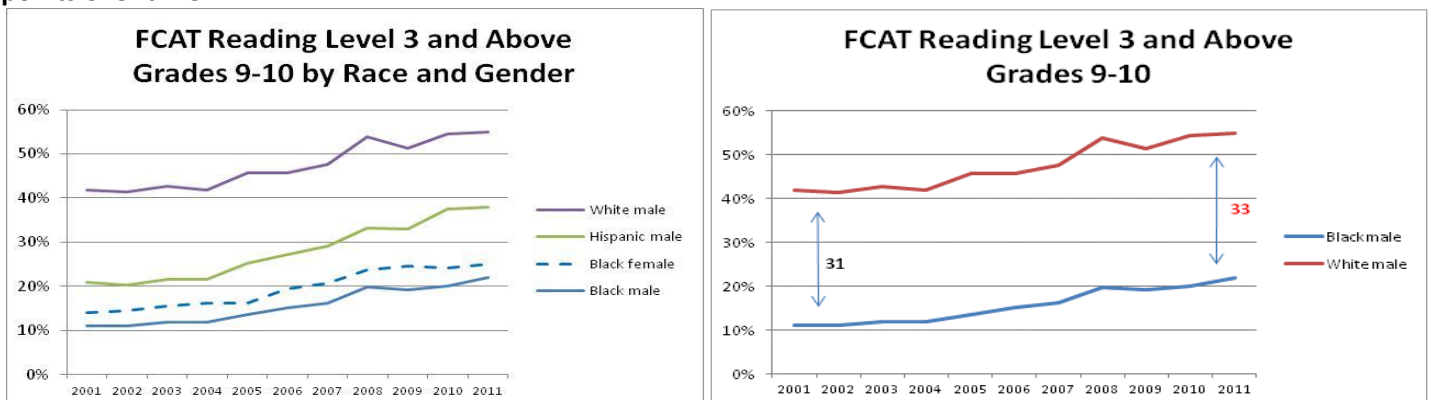 FCAT Reading Level 3 and Above
Grades 9-10 by Race and Gender
60%
50%
40%
30%
20%
10%
0%
2001 2002 2003 2004 2005 2006 2007 2008 2009 2010 2011
White male
Hispanic male
Black female
Black male
FCAT Reading Level 3 and Above
Grades 9-10
60%
50%
40%
30%
20%
10%
0%
31
33
2001 2002 2003 2004 2005 2006 2007 2008 2009 2010 2011
Black male
White male